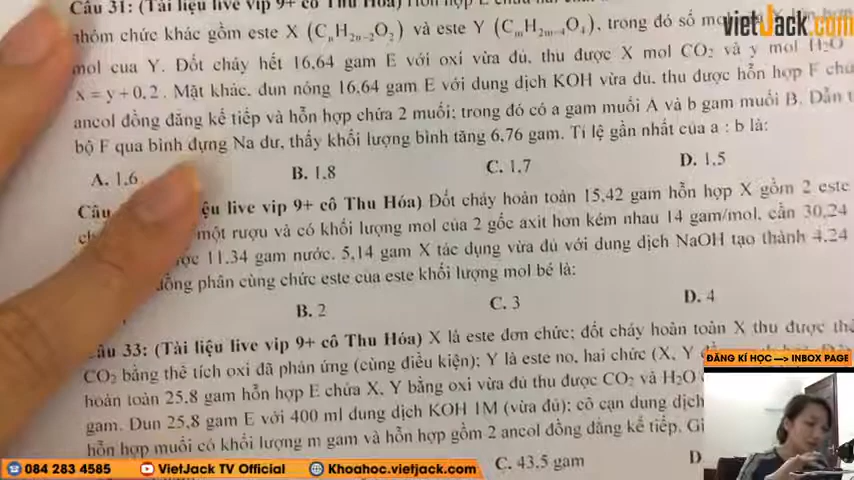 Câu 31: (Tài liệu live vip 9+ cô Thu Hóa) Hỗn hợp E chứa hai
nhóm chức khác gồm este X (CnH2n-2O2) và este Y (CmH2m-4O4), trong đó số mol
mol của Y. Đốt cháy hết 16,64 gam E với oxi vừa đủ, thu được X mol CO2 và y mol H2O
x = y + 0,2. Mặt khác, đun nóng 16,64 gam E với dung dịch KOH vừa đủ, thu được hỗn hợp F
ancol đồng đẳng kế tiếp và hỗn hợp chứa 2 muối; trong đó có a gam muối A và b gam muối B. Dẫn
bộ F qua bình đựng Na dư, thấy khối lượng bình tăng 6,76 gam. Tỉ lệ gần nhất của a : b là:
A. 1,6 B. 1,8 C. 1,7 D. 1,5
Câu live vip 9+ cô Thu Hóa) Đốt cháy hoàn toàn 15,42 gam hỗn hợp X gồm 2 este
một rượu và có khối lượng mol của 2 gốc axit hơn kém nhau 14 gam/mol, cần 30,24
11,34 gam nước. 5,14 gam X tác dụng vừa đủ với dung dịch NaOH tạo thành 4,24
đồng phân cùng chức este của este khối lượng mol bé là:
B. 2 C. 3 D. 4
Câu 33: (Tài liệu live vip 9+ cô Thu Hóa) X là este đơn chức; đốt cháy hoàn toàn X thu được
CO2 bằng thể tích oxi đã phản ứng (cùng điều kiện); Y là este no, hai chức (X, Y
hoàn toàn 25,8 gam hỗn hợp E chứa X, Y bằng oxi vừa đủ thu được CO2 và H2O
gam. Đun 25,8 gam E với 400 ml dung dịch KOH 1M (vừa đủ); cô cạn dung dịch
hỗn hợp muối có khối lượng m gam và hỗn hợp gồm 2 ancol đồng đẳng kế tiếp.
C. 43,5 gam D
vietJack.com
ĐĂNG KÍ HỌC —> INBOX PAGE
084 283 4585 VietJack TV Official Khoahoc.vietjack.com